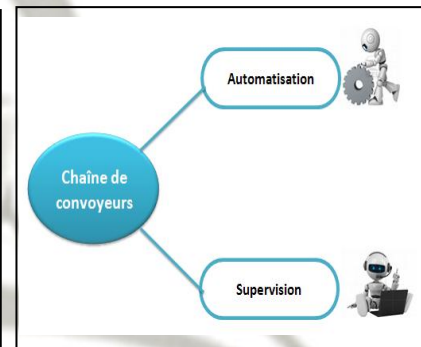 Automatisation
Chaîne de
convoyeurs
Supervision